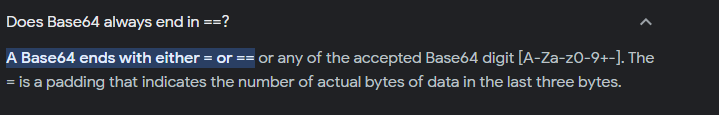 Does Base64 always end in ==?
A Base64 ends with either = or == or any of the accepted Base64 digit [A-Za-z0-9+-]. The
= is a padding that indicates the number of actual bytes of data in the last three bytes.